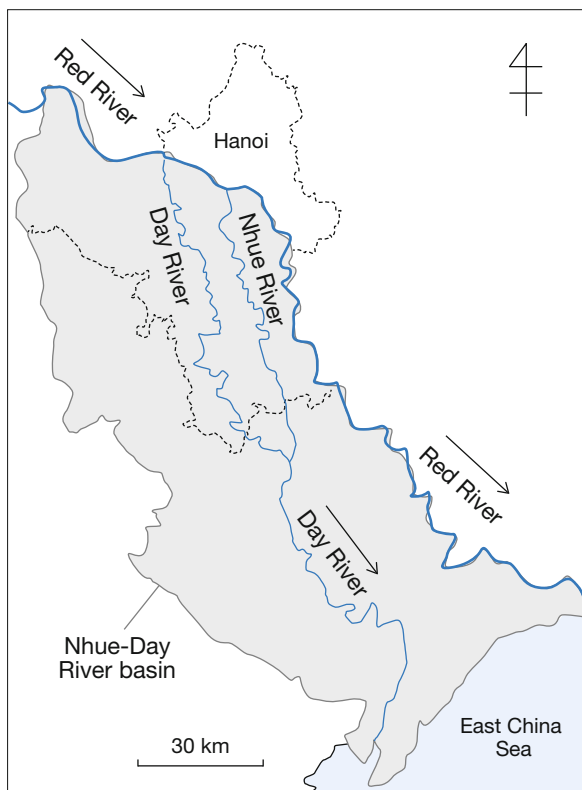 Red River
Hanoi
Day River
Nhue River
Red River
Day River
Nhue-Day
River basin
30 km
East China
Sea